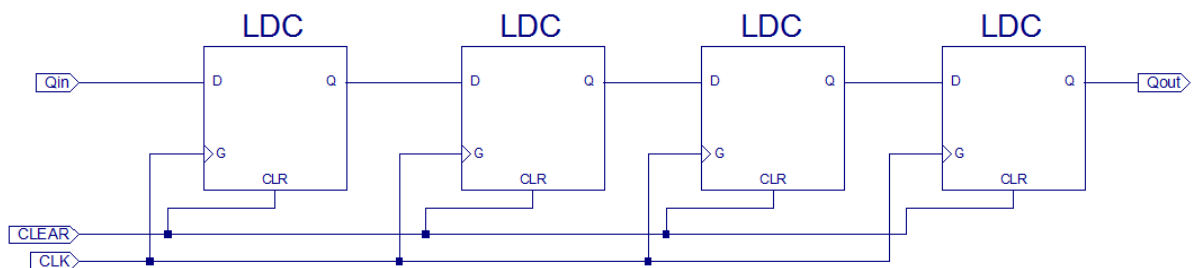 LDC LDC LDC LDC
Qin D Q D Q D Q D Q Qout
G G G G
CLR CLR CLR CLR
CLEAR
CLK